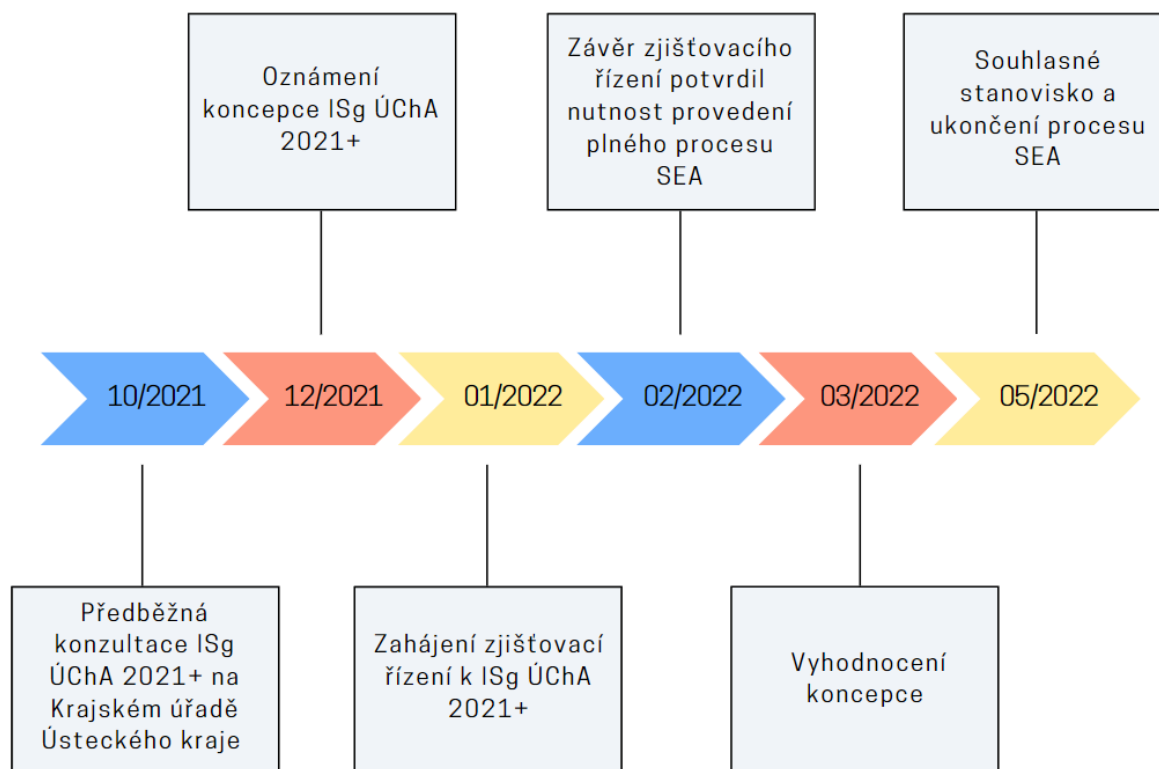 Oznámení
koncepce ISg ÚChA
2021+
Závěr zjišťovacího
řízení potvrdil
nutnost provedení
plného procesu
SEA
Souhlasné
stanovisko a
ukončení procesu
SEA
10/2021
12/2021
01/2022
02/2022
03/2022
05/2022
Předběžná
konzultace ISg
ÚChA 2021+ na
Krajském úřadě
Ústeckého kraje
Zahájení zjišťovací
řízení k ISg ÚChA
2021+
Vyhodnocení
koncepce